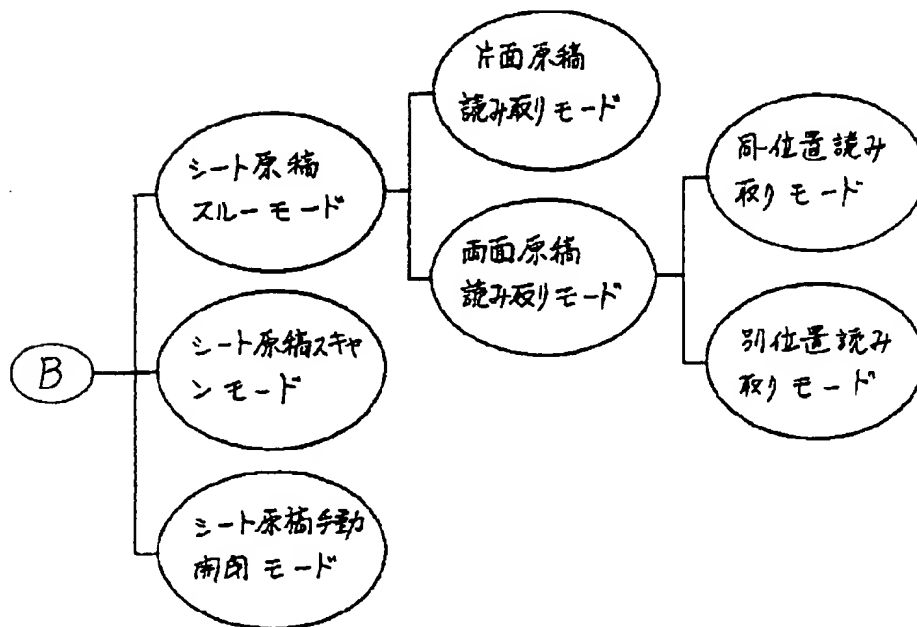 片面原稿
読み取りモード
シート原稿
スルーモード
同一位置読み
取りモード
両面原稿
読み取りモード
シート原稿スキャ
ンモード
別位置読み
取りモード
B
シート原稿手動
開閉モード